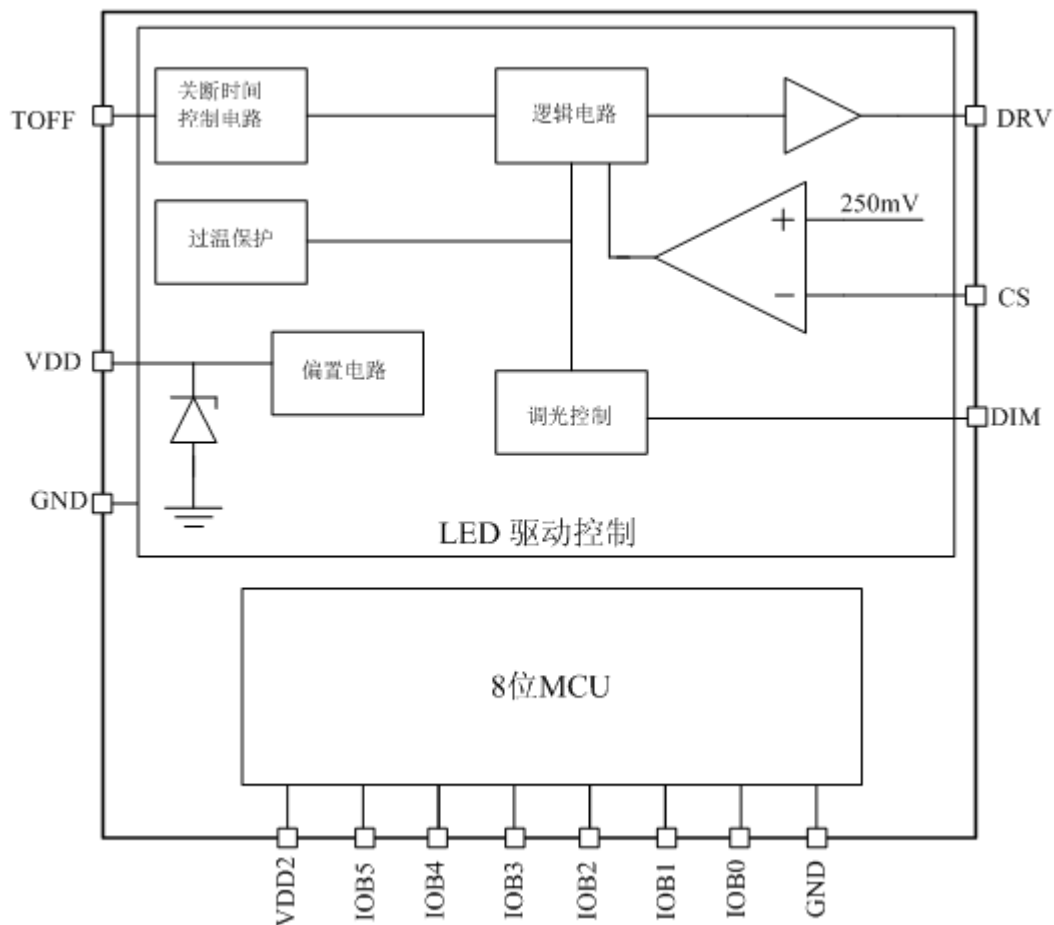 关断时间
控制电路
逻辑电路
TOFF
DRV
250mV
+
过温保护
−
CS
VDD
偏置电路
调光控制
DIM
GND
LED 驱动控制
8位MCU
VDD2
IOB5
IOB4
IOB3
IOB2
IOB1
IOB0
GND